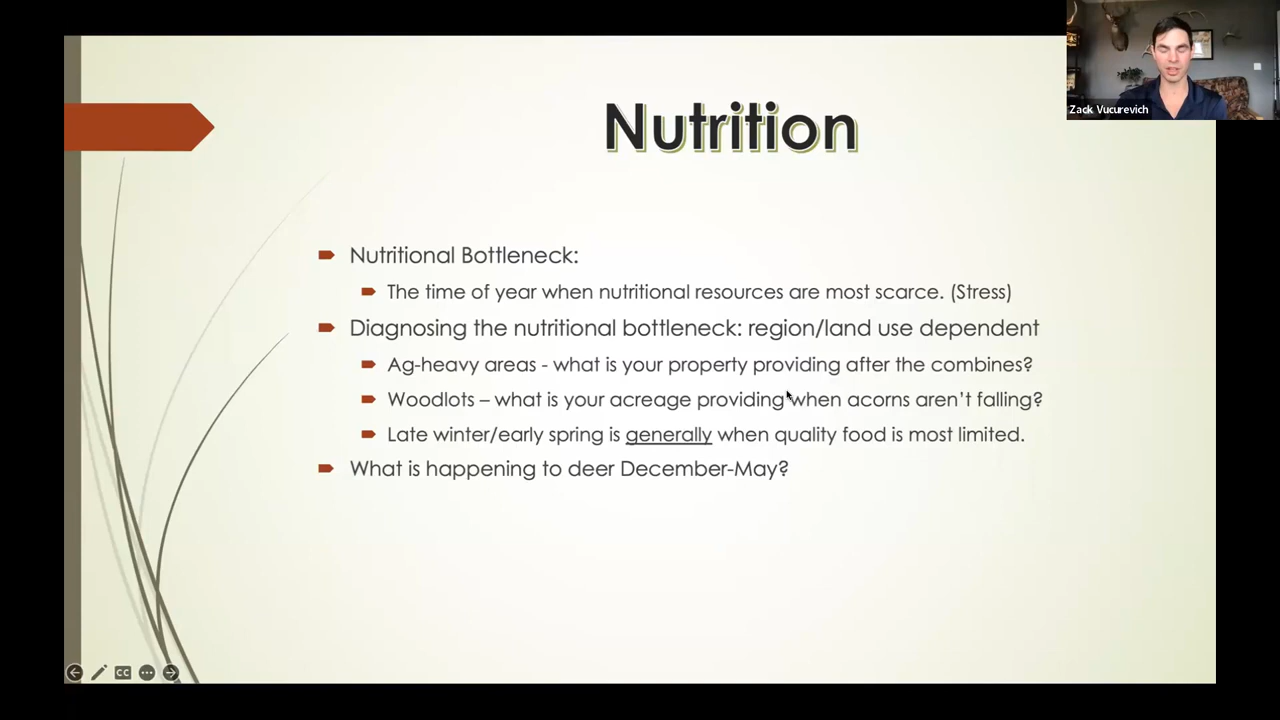 Zack Vucurevich
Nutrition
Nutritional Bottleneck:
The time of year when nutritional resources are most scarce. (Stress)
Diagnosing the nutritional bottleneck: region/land use dependent
Ag-heavy areas - what is your property providing after the combines?
Woodlots – what is your acreage providing when acorns aren’t falling?
Late winter/early spring is generally when quality food is most limited.
What is happening to deer December-May?
CC